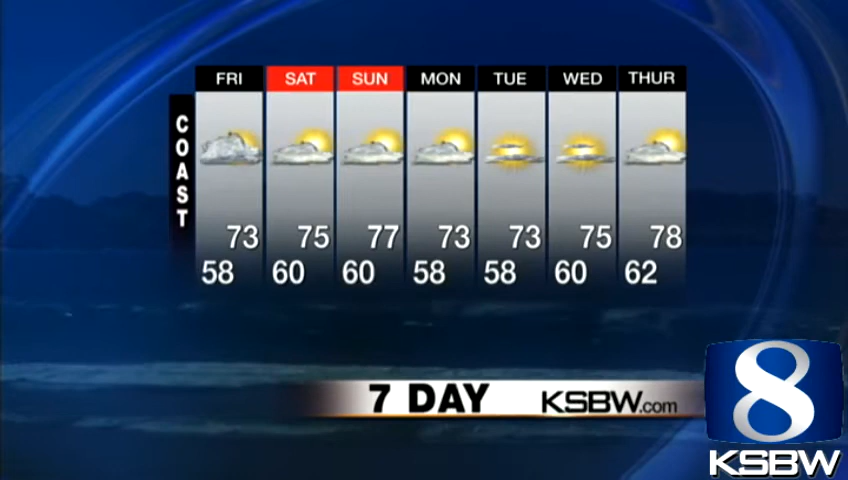 FRI SAT SUN MON TUE WED THUR
COAST
73 75 77 73 73 75 78
58 60 60 58 58 60 62
7 DAY KSBW.com
8
KSBW